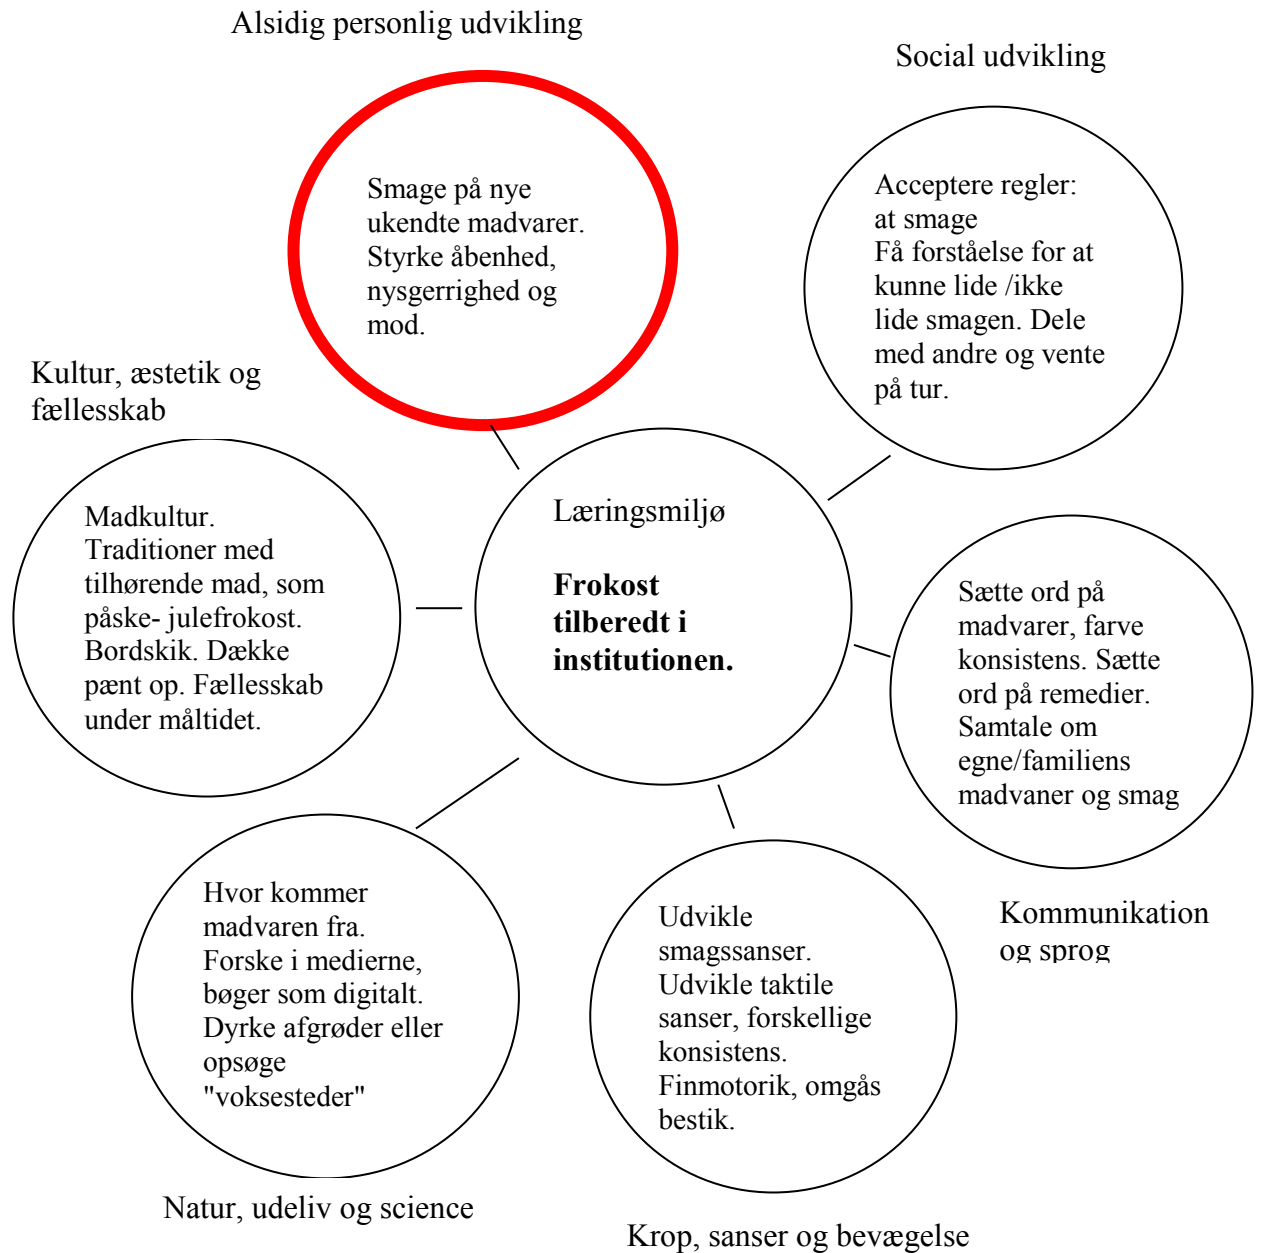 Alsidig personlig udvikling
Smage på nye
ukendte madvarer.
Styrke åbenhed,
nysgerrighed og
mod.
Social udvikling
Acceptere regler:
at smage
Få forståelse for at
kunne lide /ikke
lide smagen. Dele
med andre og vente
på tur.
Kultur, æstetik og
fællesskab
Madkultur.
Traditioner med
tilhørende mad, som
påske- julefrokost.
Bordskik. Dække
pænt op. Fællesskab
under måltidet.
Læringsmiljø
Frokost
tilberedt i
institutionen.
Sætte ord på
madvarer, farve
konsistens. Sætte
ord på remedier.
Samtale om
egne/familiens
madvaner og smag
Kommunikation
og sprog
Hvor kommer
madvaren fra.
Forske i medierne,
bøger som digitalt.
Dyrke afgrøder eller
opsøge
"voksesteder"
Natur, udeliv og science
Udvikle
smagssanser.
Udvikle taktile
sanser, forskellige
konsistens.
Finmotorik, omgås
bestik.
Krop, sanser og bevægelse